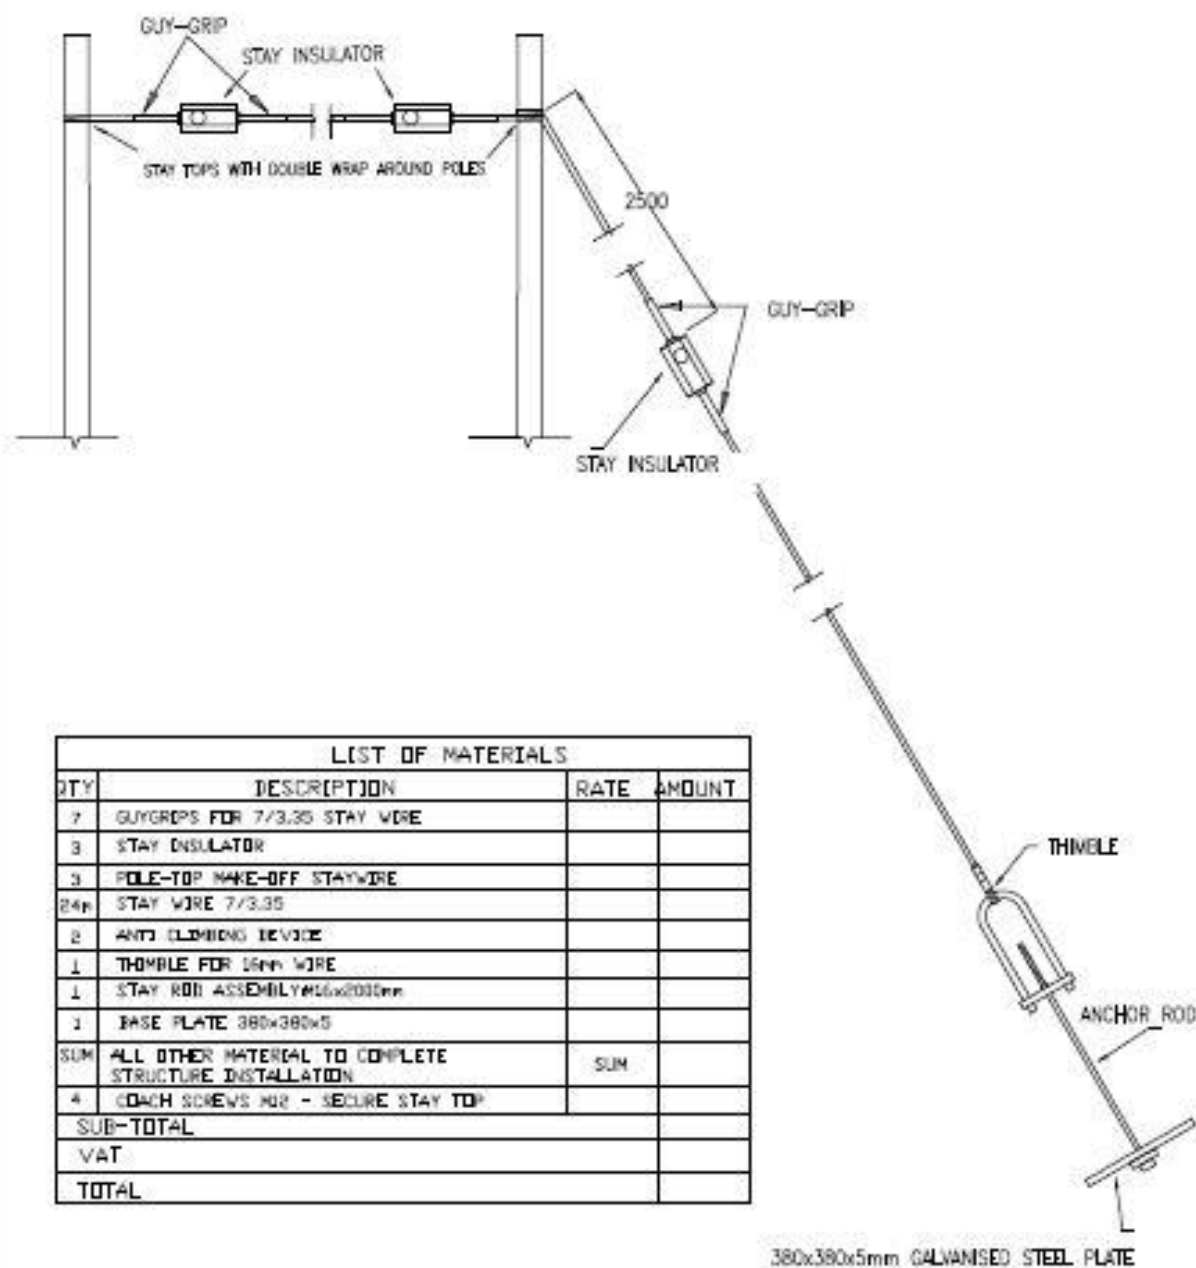 GUY-GRIP
STAY INSULATOR
STAY TOPS WITH DOUBLE WRAP AROUND POLES
2500
GUY-GRIP
STAY INSULATOR
LIST OF MATERIALS
QTY DESCRIPTION RATE AMOUNT
7 GUYGRIPS FOR 7/3.35 STAY WIRE
3 STAY INSULATOR
3 POLE-TOP MAKE-OFF STAYWIRE
24m STAY WIRE 7/3.35
2 ANTI CLIMBING DEVICE
1 THIMBLE FOR 16mm WIRE
1 STAY ROD ASSEMBLY M16x2000mm
1 BASE PLATE 380x380x5
SUM ALL OTHER MATERIAL TO COMPLETE SUM
STRUCTURE INSTALLATION
4 COACH SCREWS M12 - SECURE STAY TOP
SUB-TOTAL
VAT
TOTAL
THIMBLE
ANCHOR ROD
380x380x5mm GALVANISED STEEL PLATE